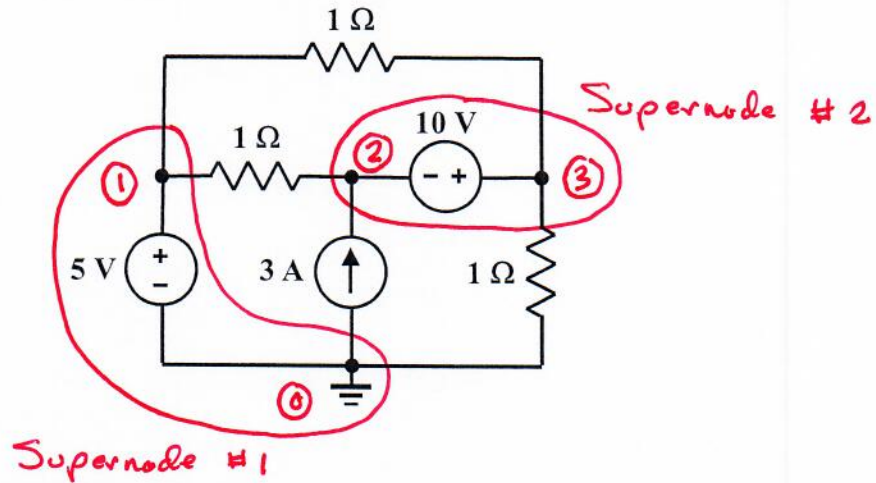 1 Ω
Supernode # 2
10 V
1 Ω
②
①
- +
③
5 V
+
-
3 A
1 Ω
⓪
Supernode #1